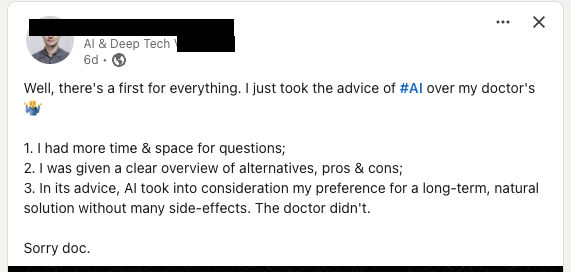 AI & Deep Tech
6d •
Well, there's a first for everything. I just took the advice of #AI over my doctor's
🤷‍♂️
1. I had more time & space for questions;
2. I was given a clear overview of alternatives, pros & cons;
3. In its advice, AI took into consideration my preference for a long-term, natural
solution without many side-effects. The doctor didn't.
Sorry doc.